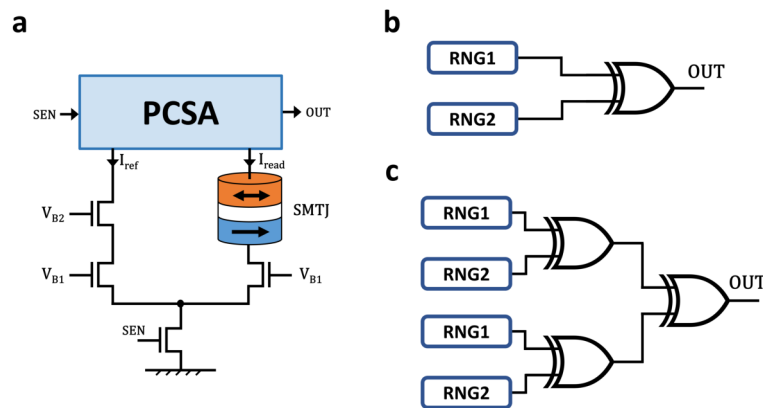 a
PCSA
SEN
OUT
I_ref
I_read
V_B2
SMTJ
V_B1
V_B1
SEN
b
RNG1
RNG2
OUT
c
RNG1
RNG2
RNG1
RNG2
OUT